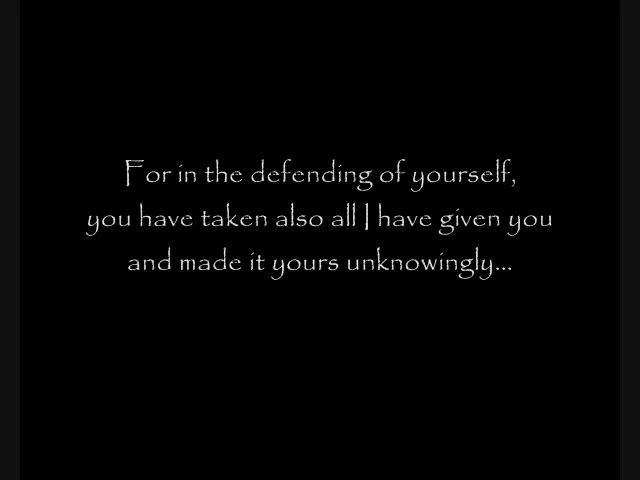 For in the defending of yourself,
you have taken also all I have given you
and made it yours unknowingly...